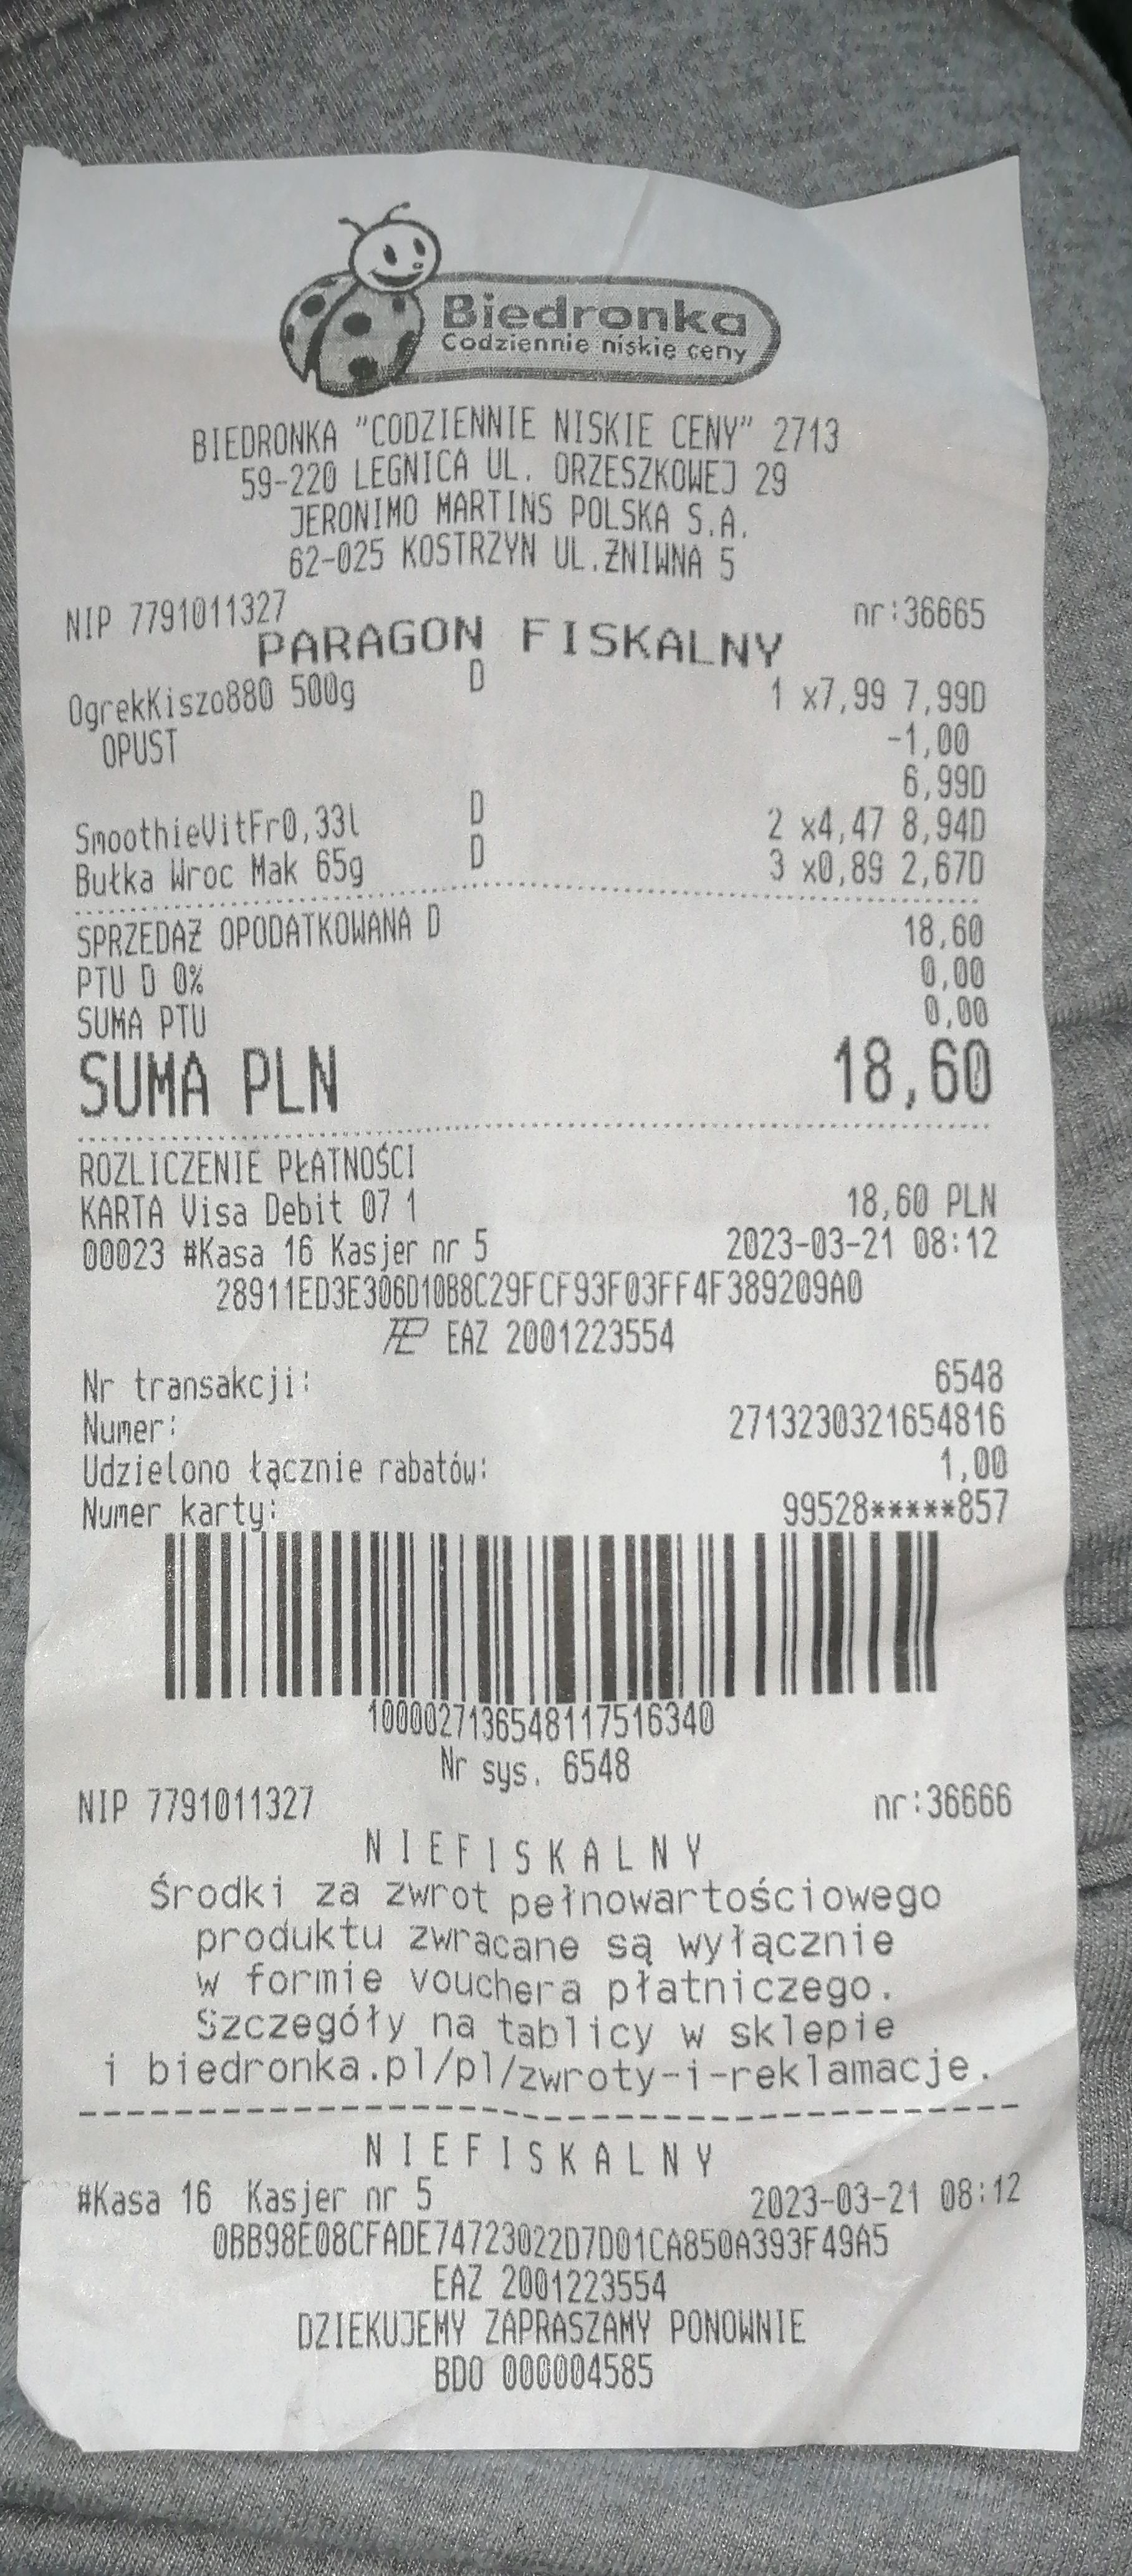 Biedronka
Codziennie niskie ceny
BIEDRONKA "CODZIENNIE NISKIE CENY" 2713
59-220 LEGNICA UL. ORZESZKOWEJ 29
JERONIMO MARTINS POLSKA S.A.
62-025 KOSTRZYN UL.ŻNIWNA 5
NIP 7791011327 nr:36665
PARAGON FISKALNY
OgrekKiszo880 500g D 1 x7,99 7,99D
OPUST -1,00
6,99D
SmoothieVitFr0,33l D 2 x4,47 8,94D
Bułka Wroc Mak 65g D 3 x0,89 2,67D
SPRZEDAŻ OPODATKOWANA D 18,60
PTU D 0% 0,00
SUMA PTU 0,00
SUMA PLN 18,60
ROZLICZENIE PŁATNOŚCI
KARTA Visa Debit 07 1 18,60 PLN
00023 #Kasa 16 Kasjer nr 5 2023-03-21 08:12
28911ED3E306D10B8C29FCF93F03FF4F389209A0
EAZ 2001223554
Nr transakcji: 6548
Numer: 2713230321654816
Udzielono łącznie rabatów: 1,00
Numer karty: 99528*****857
1000027136548117516340
Nr sys. 6548
NIP 7791011327 nr:36666
NIEFISKALNY
Środki za zwrot pełnowartościowego
produktu zwracane są wyłącznie
w formie vouchera płatniczego.
Szczegóły na tablicy w sklepie
i biedronka.pl/pl/zwroty-i-reklamacje.
NIEFISKALNY
#Kasa 16 Kasjer nr 5 2023-03-21 08:12
0BB98E08CFADE74723022D7D01CA850A393F49A5
EAZ 2001223554
DZIEKUJEMY ZAPRASZAMY PONOWNIE
BDO 000004585